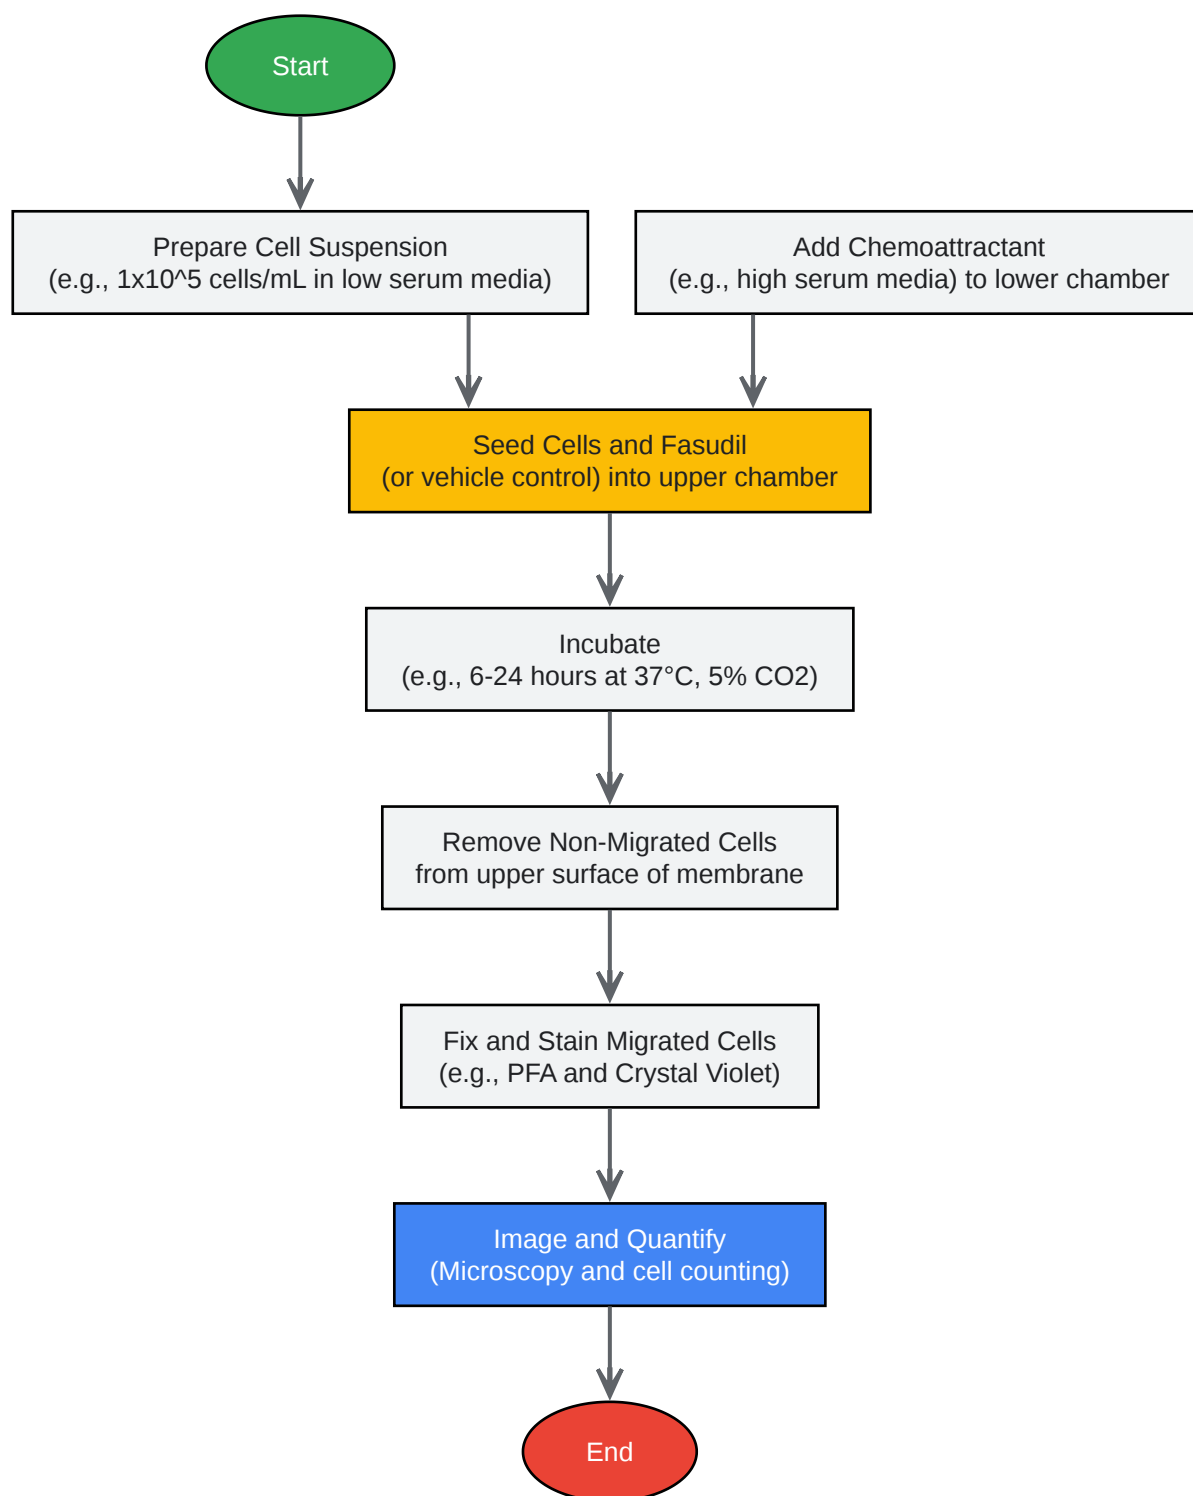 Start
Prepare Cell Suspension
(e.g., 1x10^5 cells/mL in low serum media)
Add Chemoattractant
(e.g., high serum media) to lower chamber
Seed Cells and Fasudil
(or vehicle control) into upper chamber
Incubate
(e.g., 6-24 hours at 37°C, 5% CO2)
Remove Non-Migrated Cells
from upper surface of membrane
Fix and Stain Migrated Cells
(e.g., PFA and Crystal Violet)
Image and Quantify
(Microscopy and cell counting)
End